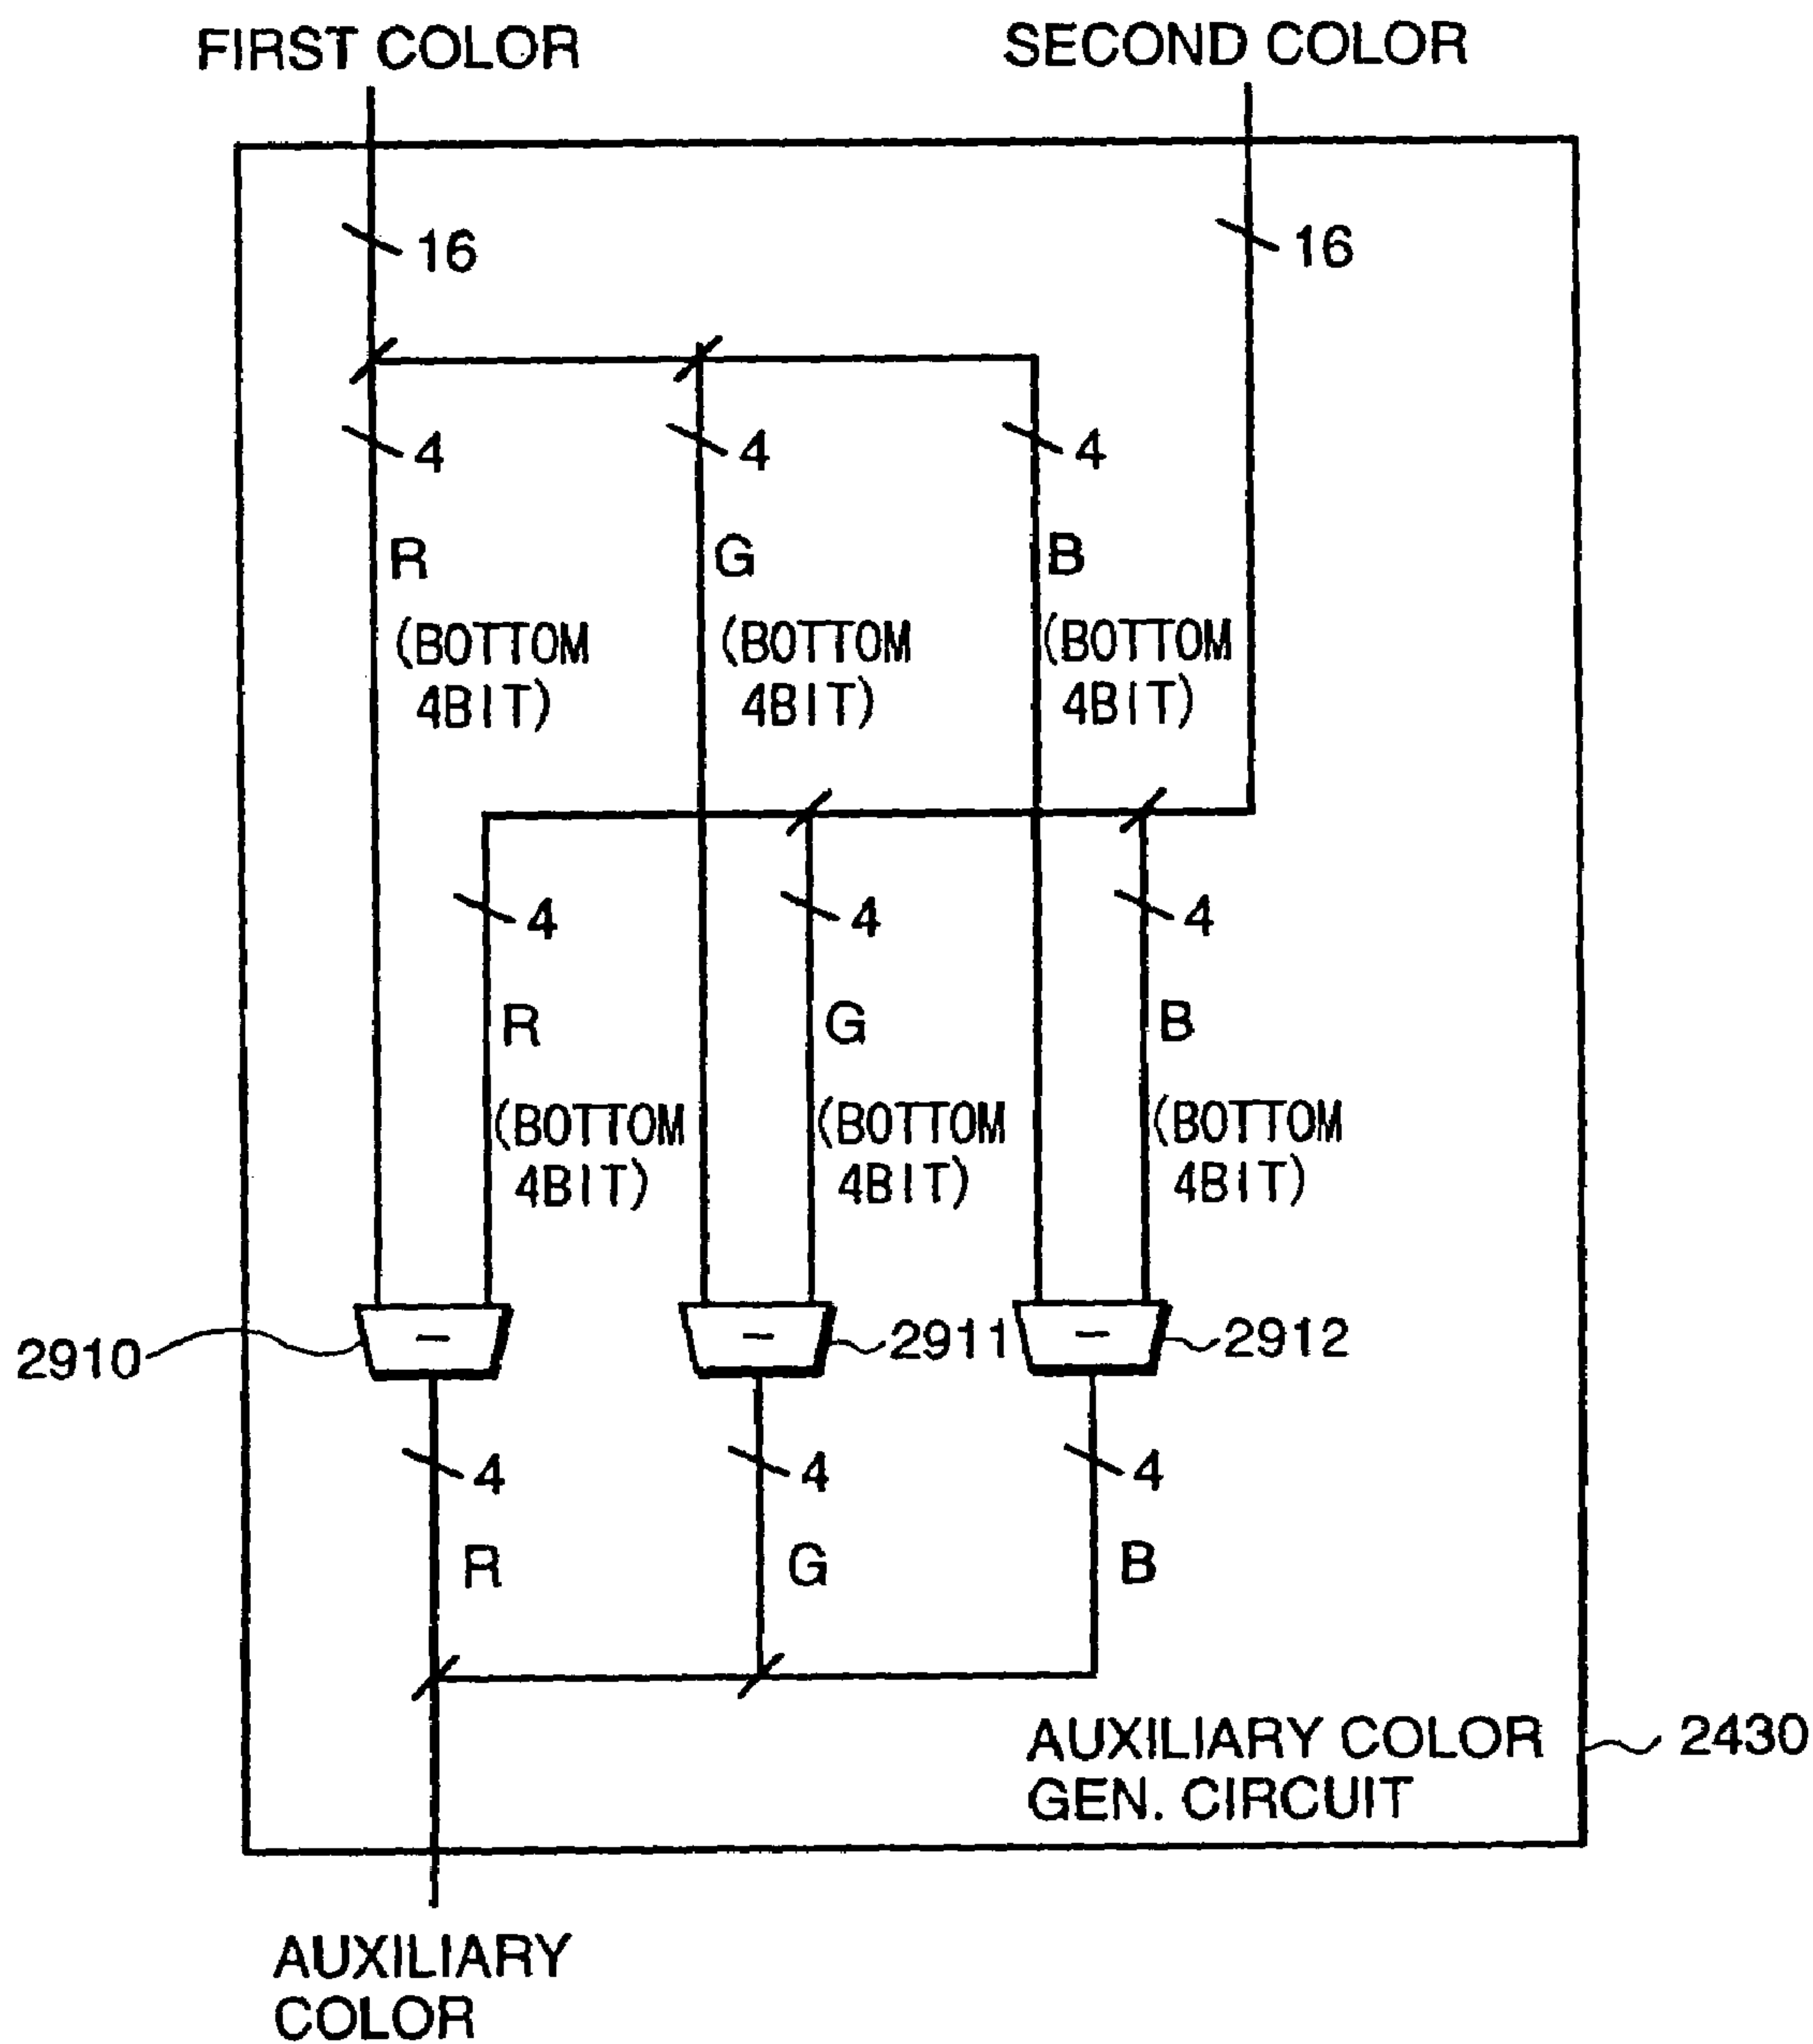 FIRST COLOR
SECOND COLOR
16
16
4
4
4
R
G
B
(BOTTOM
4BIT)
(BOTTOM
4BIT)
(BOTTOM
4BIT)
4
4
4
R
G
B
(BOTTOM
4BIT)
(BOTTOM
4BIT)
(BOTTOM
4BIT)
2910
–
–
2911
–
2912
4
4
4
R
G
B
AUXILIARY COLOR
GEN. CIRCUIT
2430
AUXILIARY
COLOR